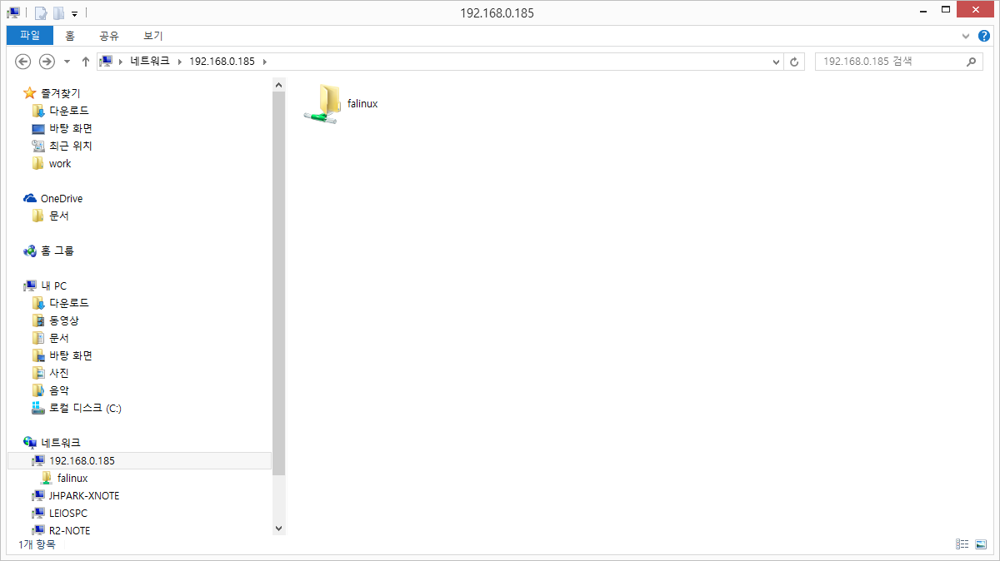 192.168.0.185
파일 홈 공유 보기
네트워크 192.168.0.185
192.168.0.185 검색
즐겨찾기
다운로드
바탕 화면
최근 위치
work
OneDrive
문서
홈 그룹
내 PC
다운로드
동영상
문서
바탕 화면
사진
음악
로컬 디스크 (C:)
네트워크
192.168.0.185
falinux
JHPARK-XNOTE
LEIOSPC
R2-NOTE
falinux
1개 항목